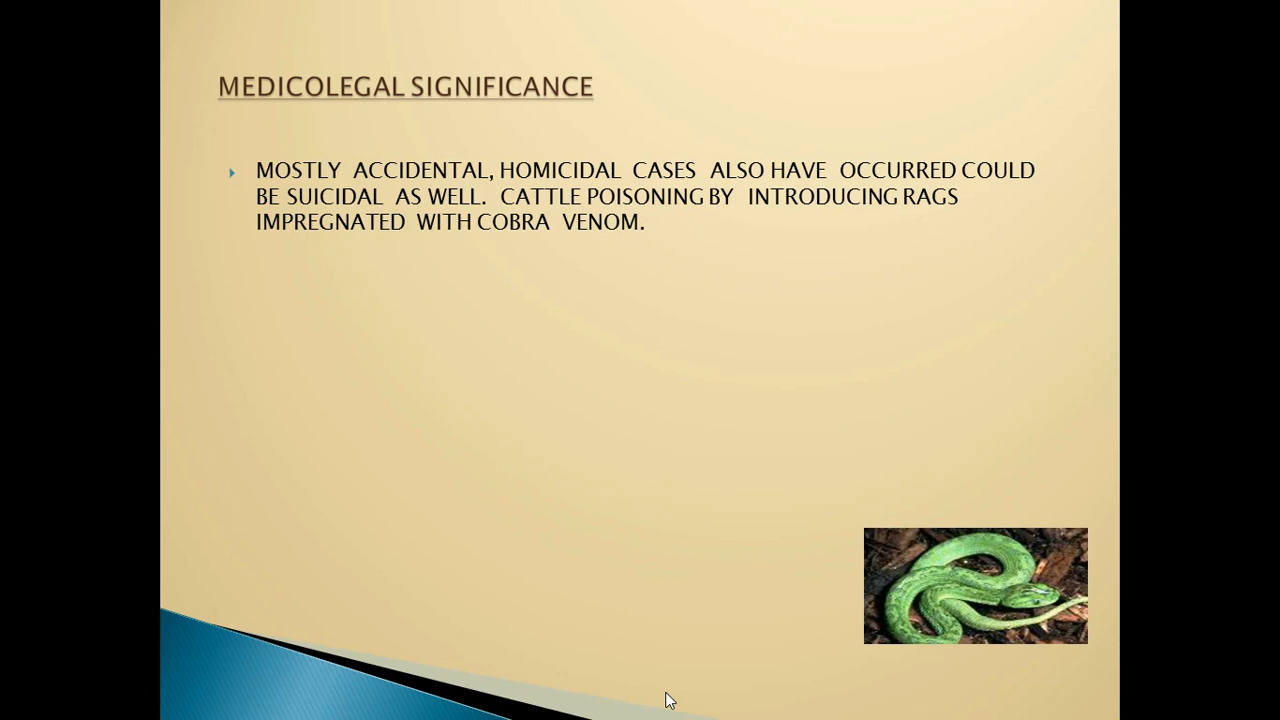 MEDICOLEGAL SIGNIFICANCE
MOSTLY ACCIDENTAL, HOMICIDAL CASES ALSO HAVE OCCURRED COULD
BE SUICIDAL AS WELL. CATTLE POISONING BY INTRODUCING RAGS
IMPREGNATED WITH COBRA VENOM.